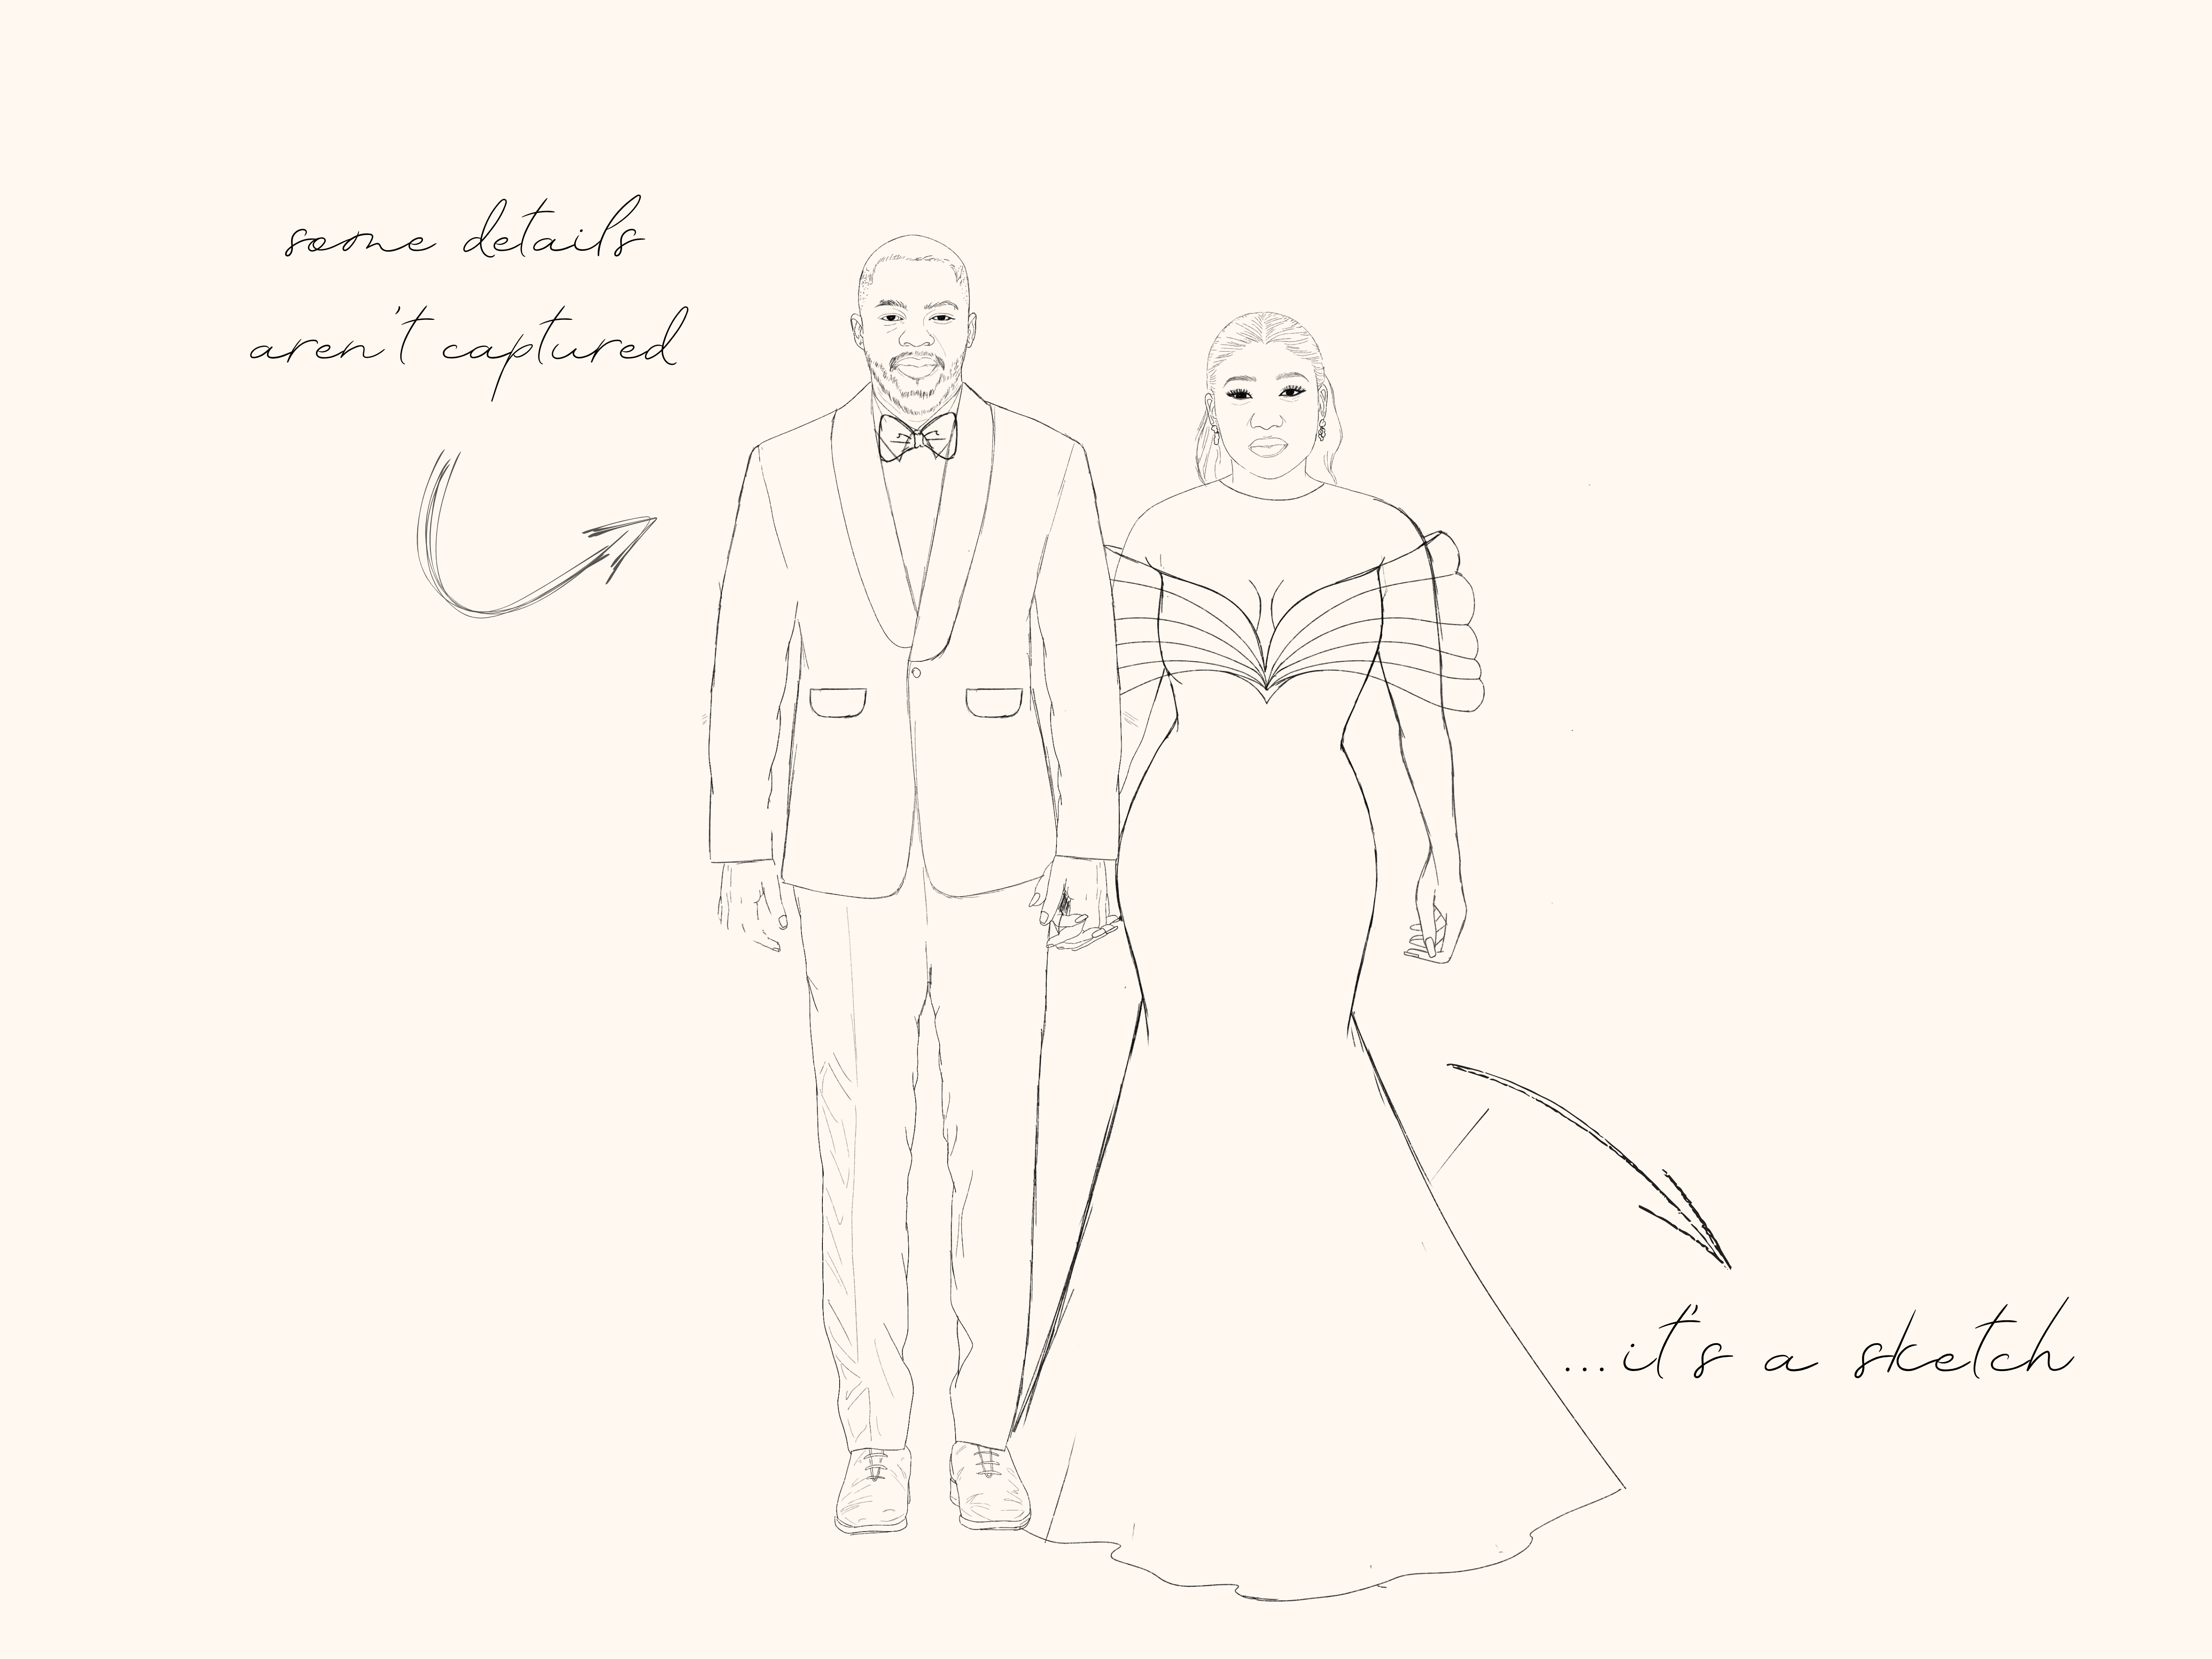 some details
aren't captured
...it's a sketch